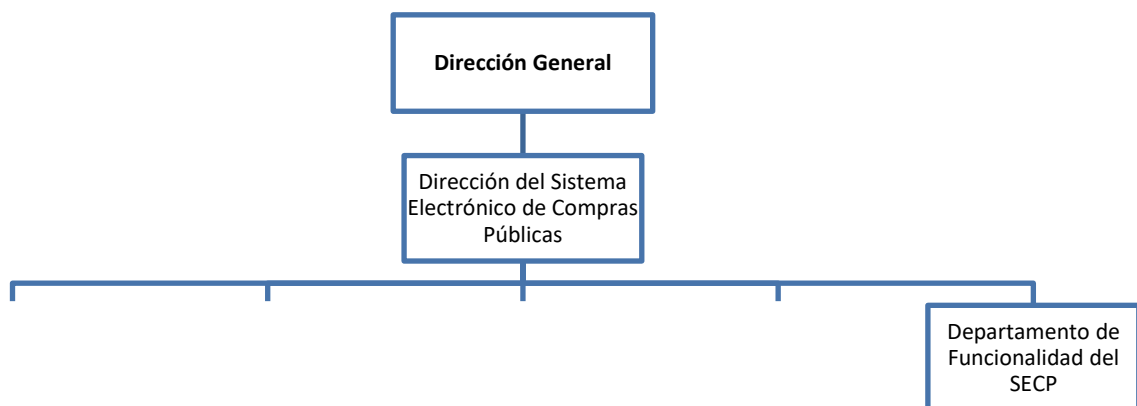 Dirección General
Dirección del Sistema
Electrónico de Compras
Públicas
Departamento de
Funcionalidad del
SECP